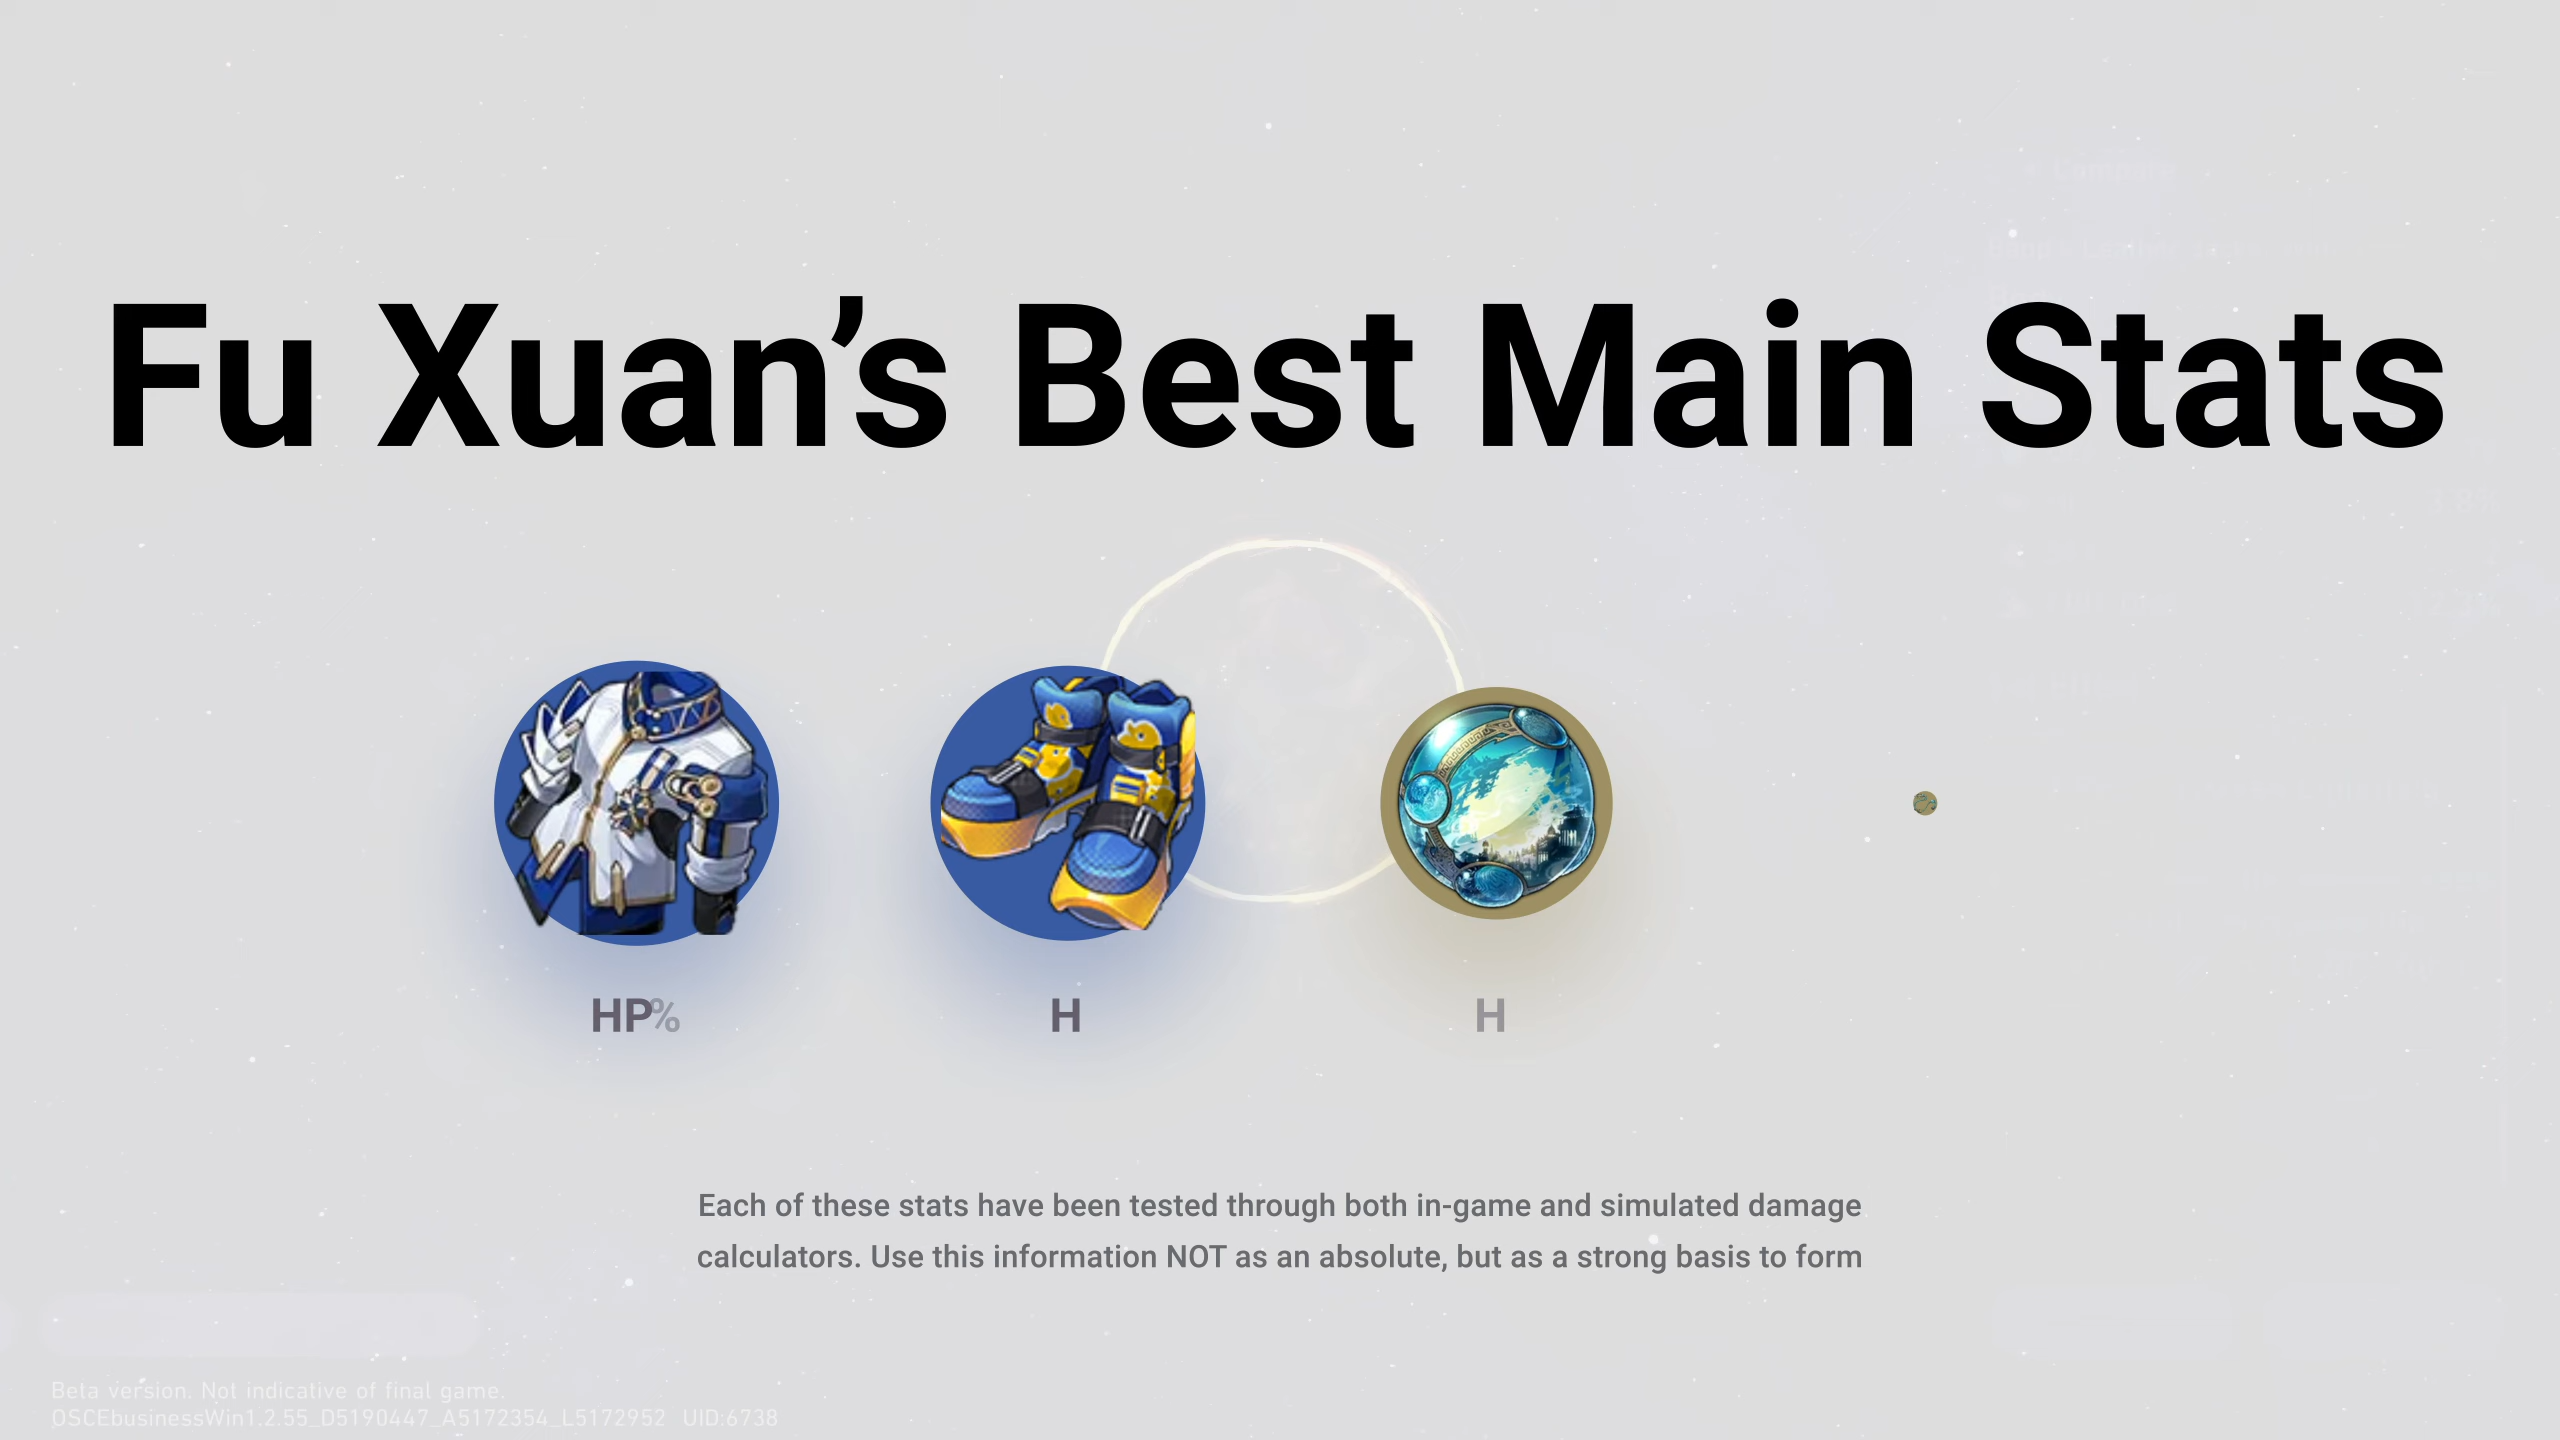 Fu Xuan’s Best Main Stats
HP%
H
H
Each of these stats have been tested through both in-game and simulated damage
calculators. Use this information NOT as an absolute, but as a strong basis to form
Beta version. Not indicative of final game.
OSCEbusinessWin1.2.55_D5190447_A5172354_L5172952 UID:6738